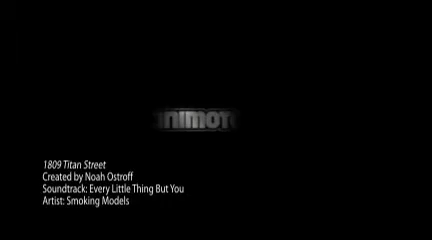 1809 Titan Street
Created by Noah Ostroff
Soundtrack: Every Little Thing But You
Artist: Smoking Models